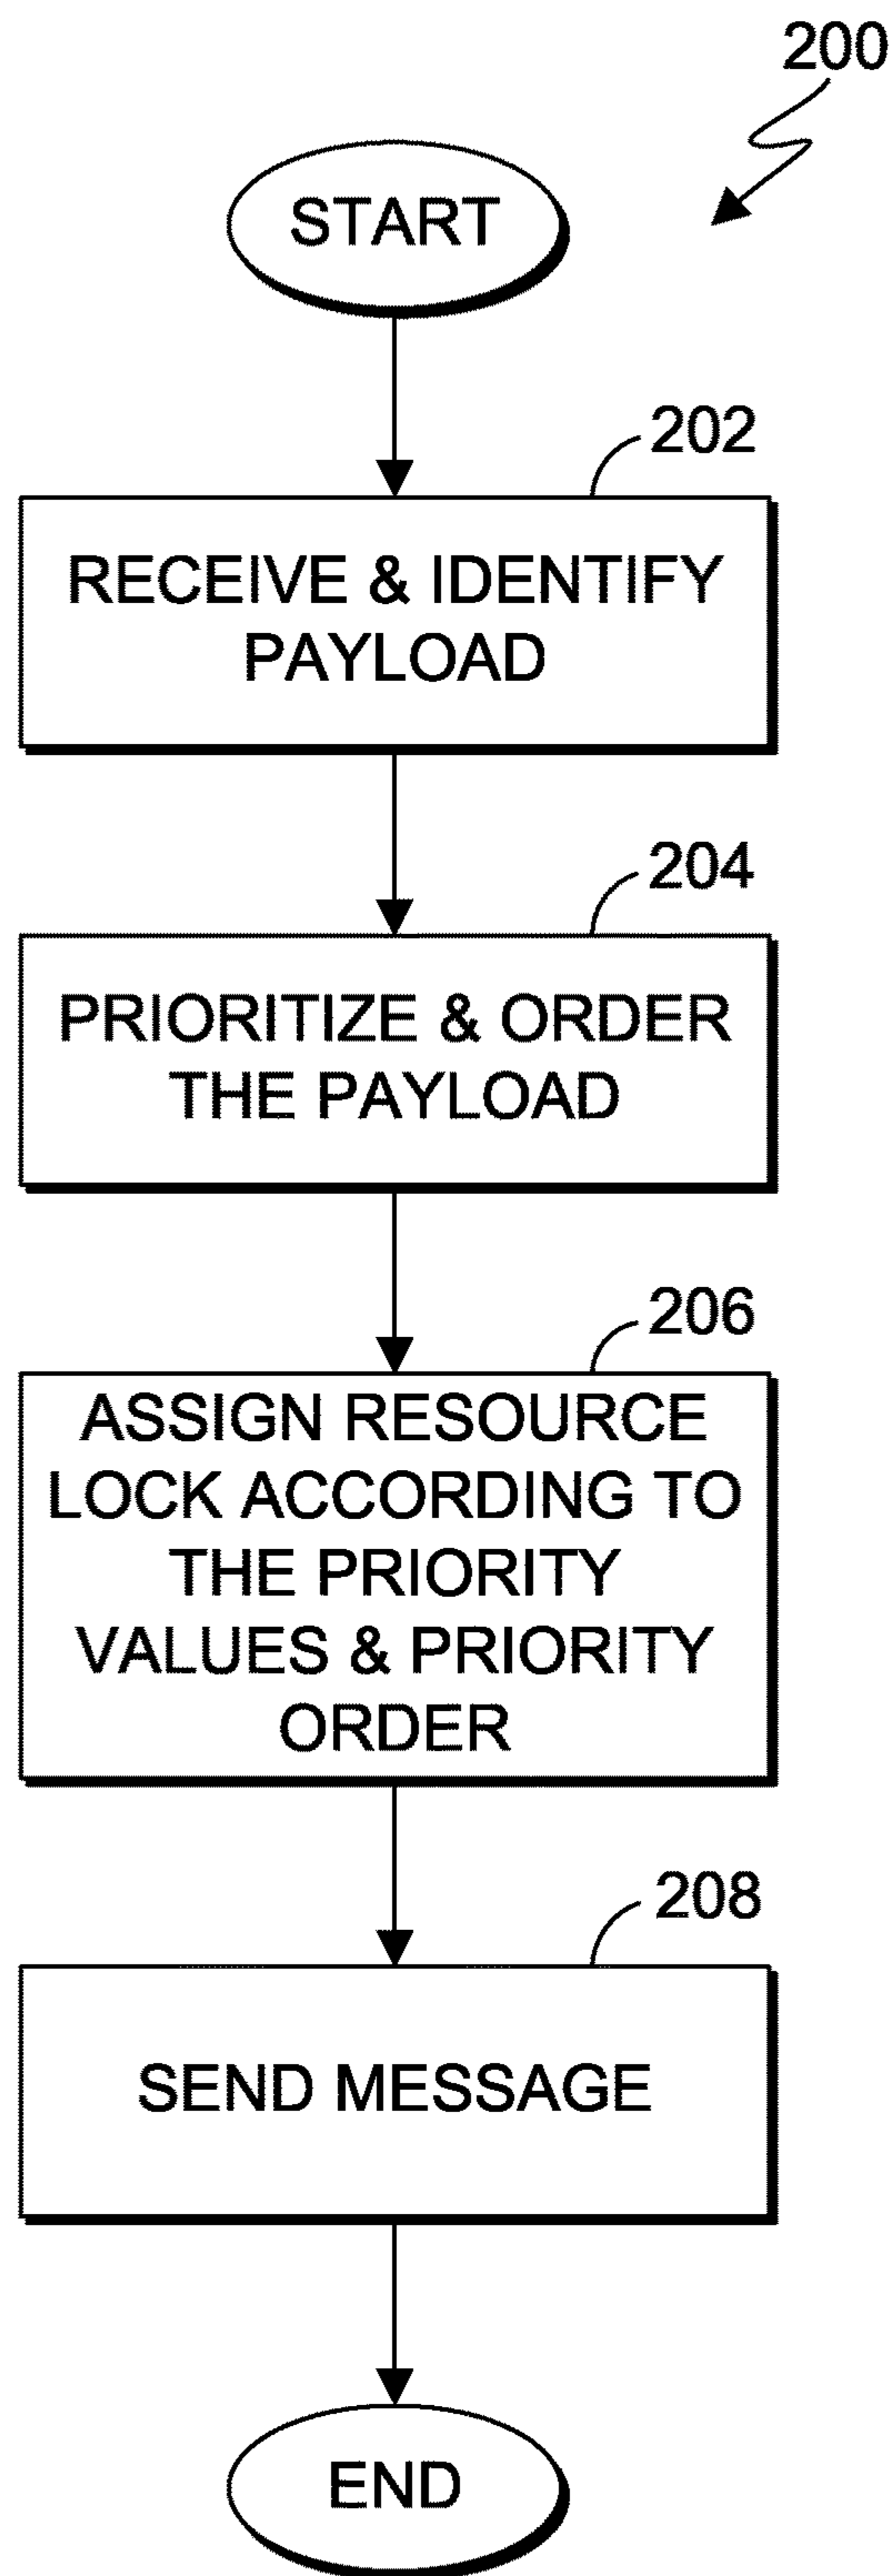 200
START
202
RECEIVE & IDENTIFY
PAYLOAD
204
PRIORITIZE & ORDER
THE PAYLOAD
206
ASSIGN RESOURCE
LOCK ACCORDING TO
THE PRIORITY
VALUES & PRIORITY
ORDER
208
SEND MESSAGE
END